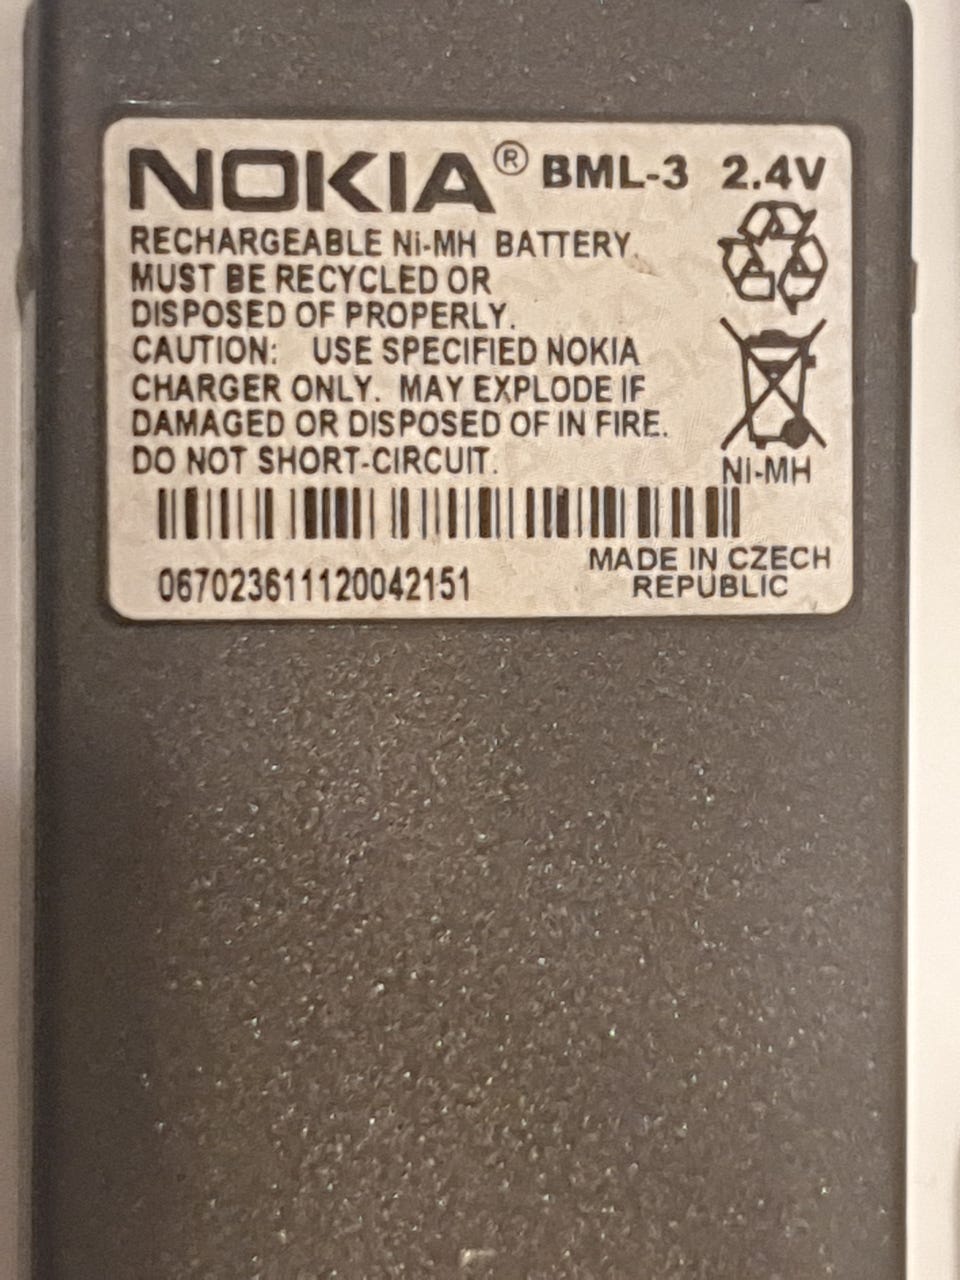 NOKIA® BML-3 2.4V
RECHARGEABLE Ni-MH BATTERY.
MUST BE RECYCLED OR
DISPOSED OF PROPERLY.
CAUTION: USE SPECIFIED NOKIA
CHARGER ONLY. MAY EXPLODE IF
DAMAGED OR DISPOSED OF IN FIRE.
DO NOT SHORT-CIRCUIT.
Ni-MH
0670236111120042151
MADE IN CZECH
REPUBLIC